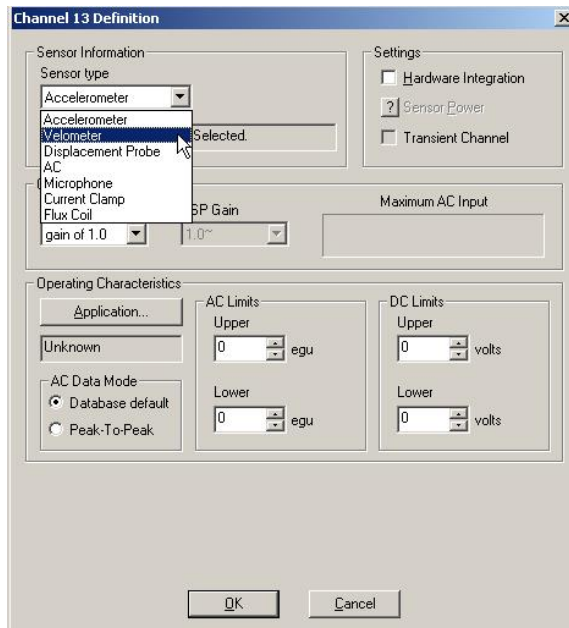 Channel 13 Definition
Sensor Information
Sensor type
Accelerometer
Accelerometer
Velometer
Displacement Probe
AC
Microphone
Current Clamp
Flux Coil
Selected.
Settings
Hardware Integration
? Sensor Power
Transient Channel
SP Gain
gain of 1.0
1.0~
Maximum AC Input
Operating Characteristics
Application...
Unknown
AC Data Mode
Database default
Peak-To-Peak
AC Limits
Upper
0 egu
Lower
0 egu
DC Limits
Upper
0 volts
Lower
0 volts
OK
Cancel